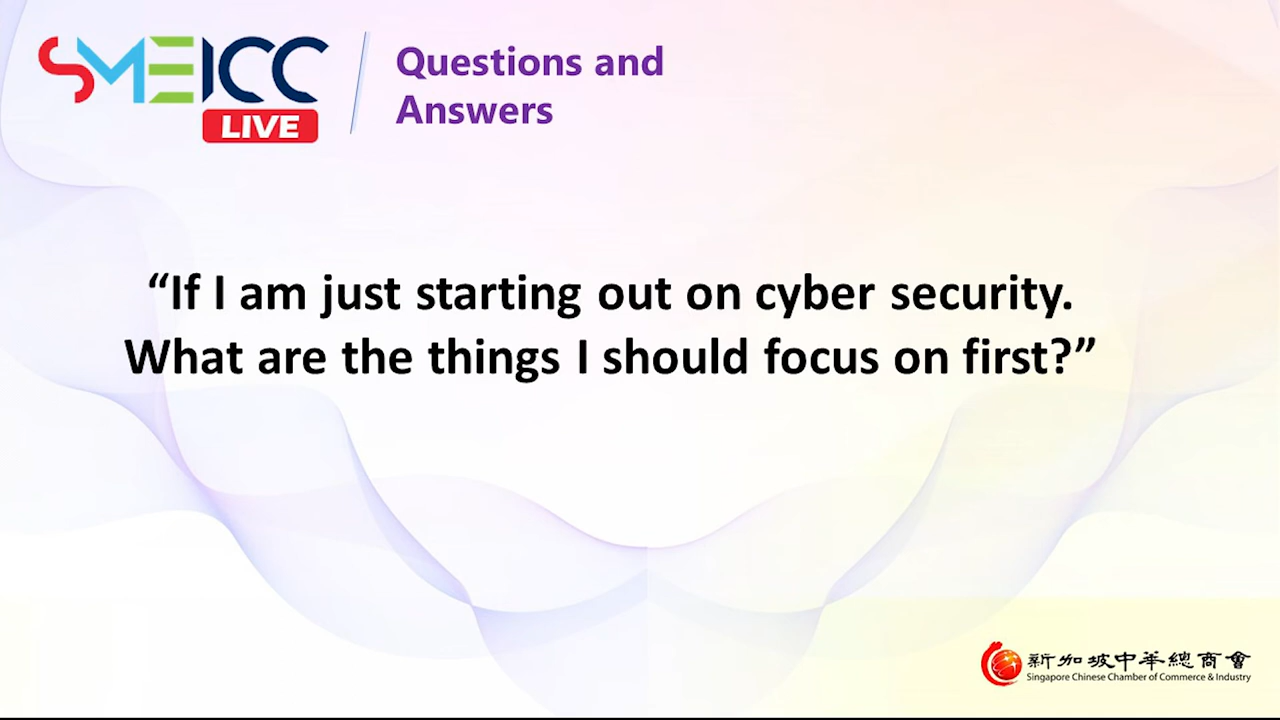 SMEICC
LIVE
Questions and
Answers
“If I am just starting out on cyber security.
What are the things I should focus on first?”
新加坡中華總商會
Singapore Chinese Chamber of Commerce & Industry